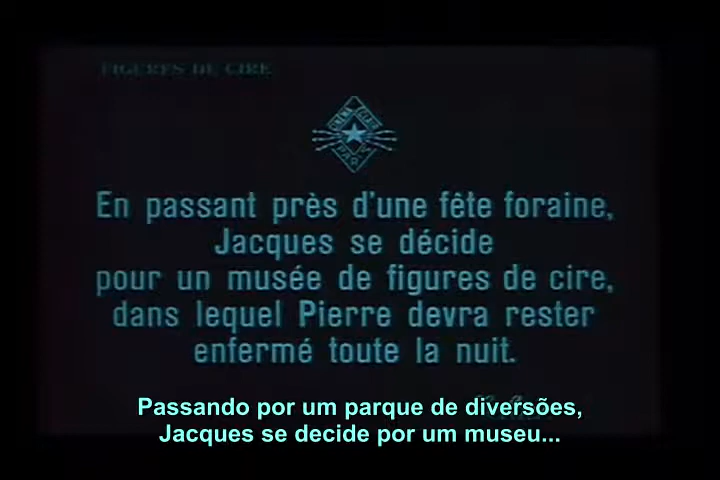 FIGURES DE CIRE
En passant près d'une fête foraine,
Jacques se décide
pour un musée de figures de cire,
dans lequel Pierre devra rester
enfermé toute la nuit.
Passando por um parque de diversões,
Jacques se decide por um museu...